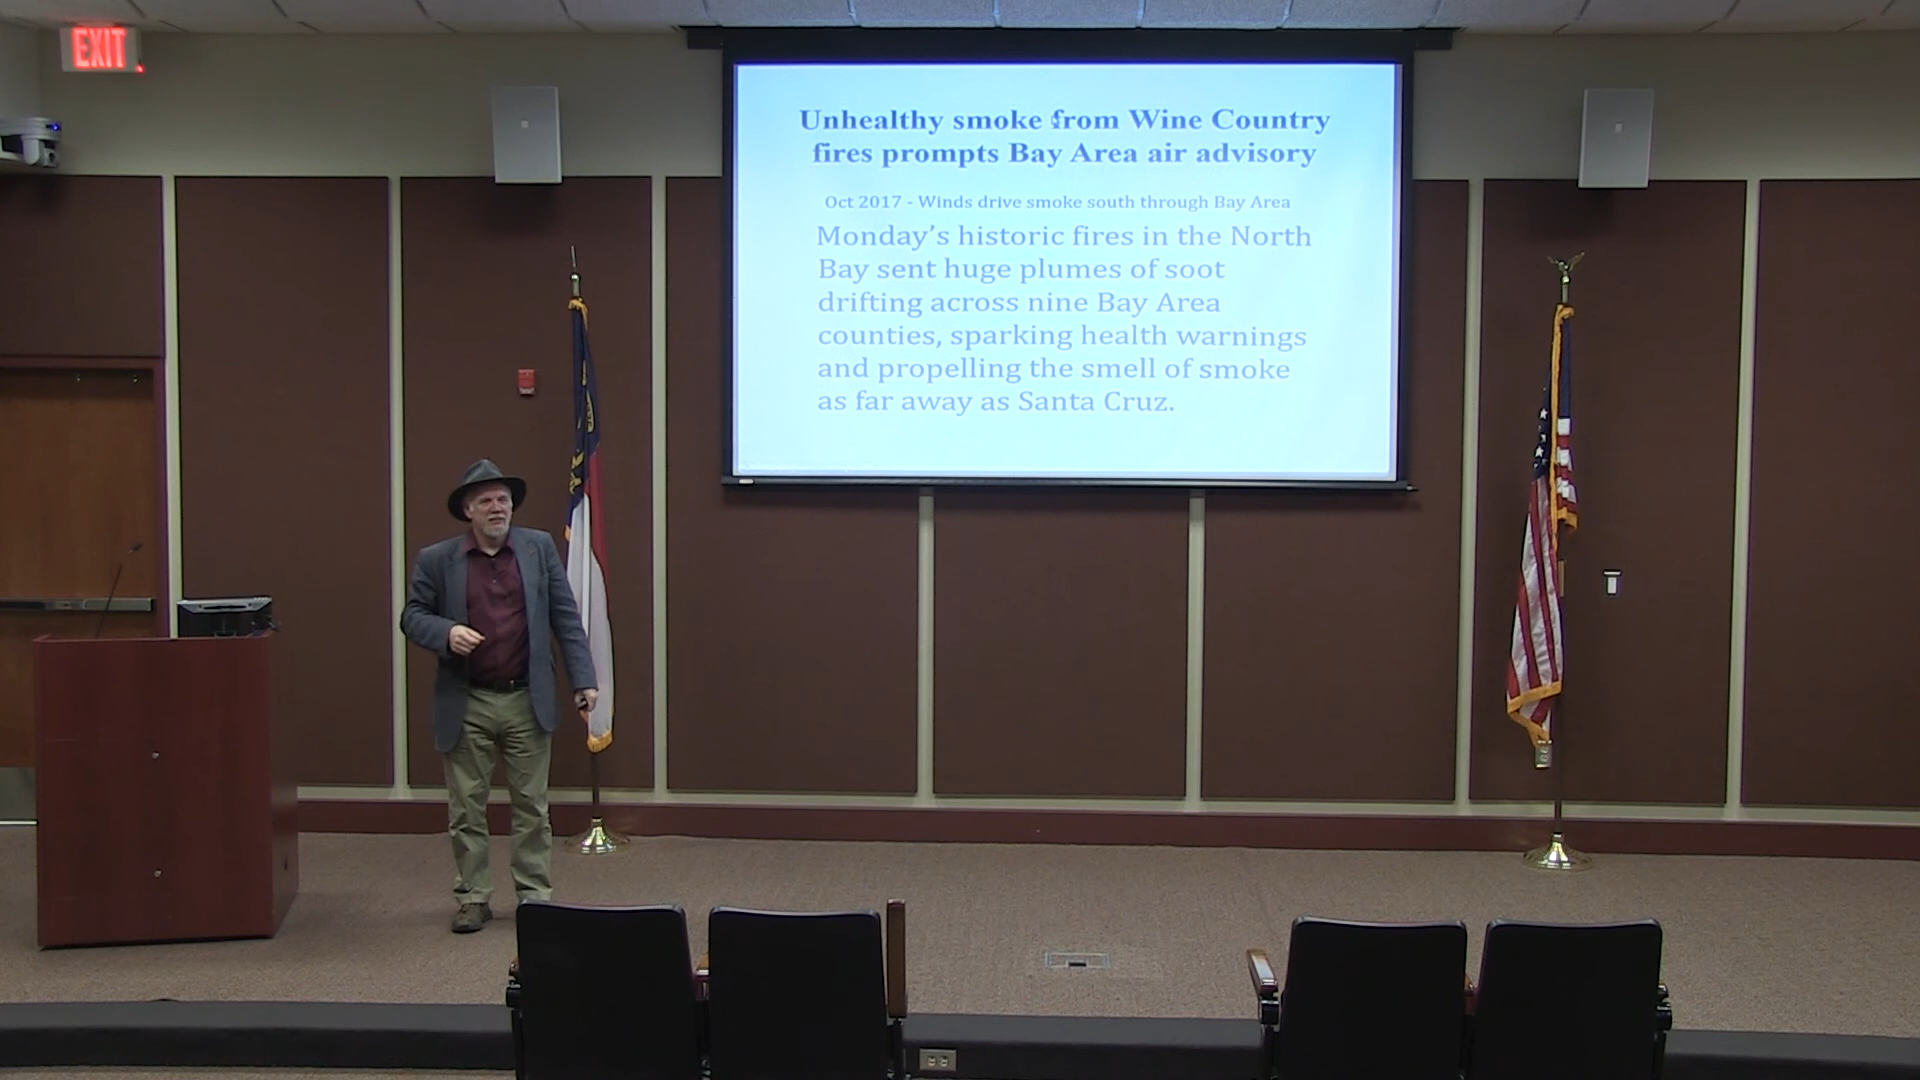 EXIT
Unhealthy smoke from Wine Country
fires prompts Bay Area air advisory
Oct 2017 - Winds drive smoke south through Bay Area
Monday's historic fires in the North
Bay sent huge plumes of soot
drifting across nine Bay Area
counties, sparking health warnings
and propelling the smell of smoke
as far away as Santa Cruz.